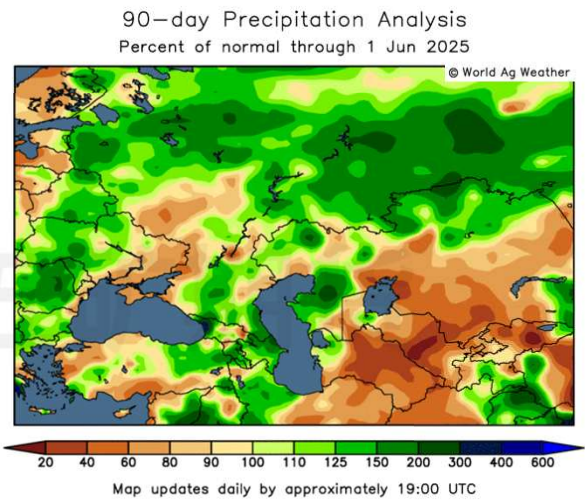 90-day Precipitation Analysis
Percent of normal through 1 Jun 2025
© World Ag Weather
20 40 60 80 90 100 110 125 150 200 300 400 600
Map updates daily by approximately 19:00 UTC